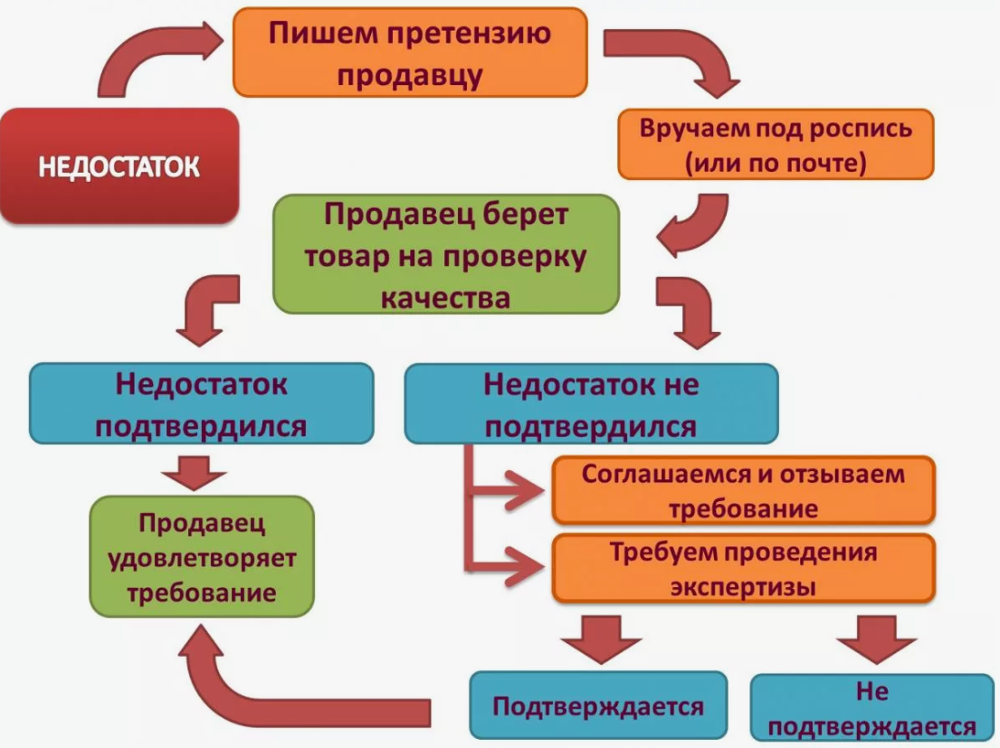 Пишем претензию
продавцу
НЕДОСТАТОК
Вручаем под роспись
(или по почте)
Продавец берет
товар на проверку
качества
Недостаток
подтвердился
Недостаток не
подтвердился
Соглашаемся и отзываем
требование
Продавец
удовлетворяет
требование
Требуем проведения
экспертизы
Подтверждается
Не
подтверждается